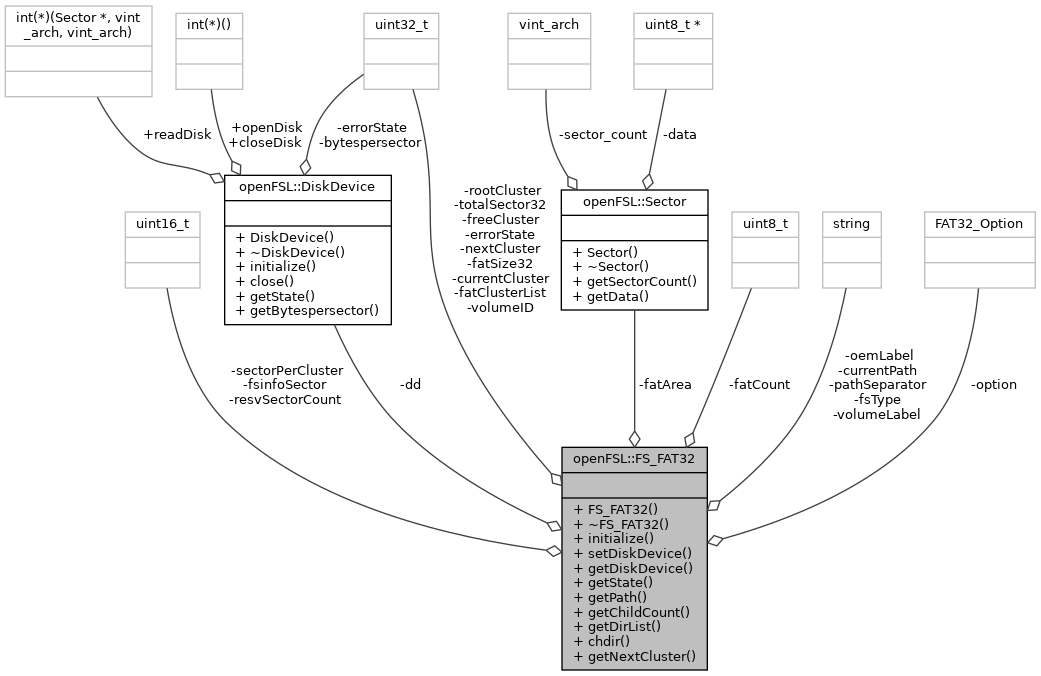 int(*)(Sector *, vint
_arch, vint_arch)
int(*)()
uint32_t
vint_arch
uint8_t *
+readDisk
+openDisk
+closeDisk
-errorState
-bytespersector
-sector_count
-data
uint16_t
openFSL::DiskDevice
+ DiskDevice()
+ ~DiskDevice()
+ initialize()
+ close()
+ getState()
+ getBytespersector()
-rootCluster
-totalSector32
-freeCluster
-errorState
-nextCluster
-fatSize32
-currentCluster
-fatClusterList
-volumeID
openFSL::Sector
+ Sector()
+ ~Sector()
+ getSectorCount()
+ getData()
uint8_t
string
FAT32_Option
-sectorPerCluster
-fsinfoSector
-resvSectorCount
-dd
-fatArea
-fatCount
-oemLabel
-currentPath
-pathSeparator
-fsType
-volumeLabel
-option
openFSL::FS_FAT32
+ FS_FAT32()
+ ~FS_FAT32()
+ initialize()
+ setDiskDevice()
+ getDiskDevice()
+ getState()
+ getPath()
+ getChildCount()
+ getDirList()
+ chdir()
+ getNextCluster()